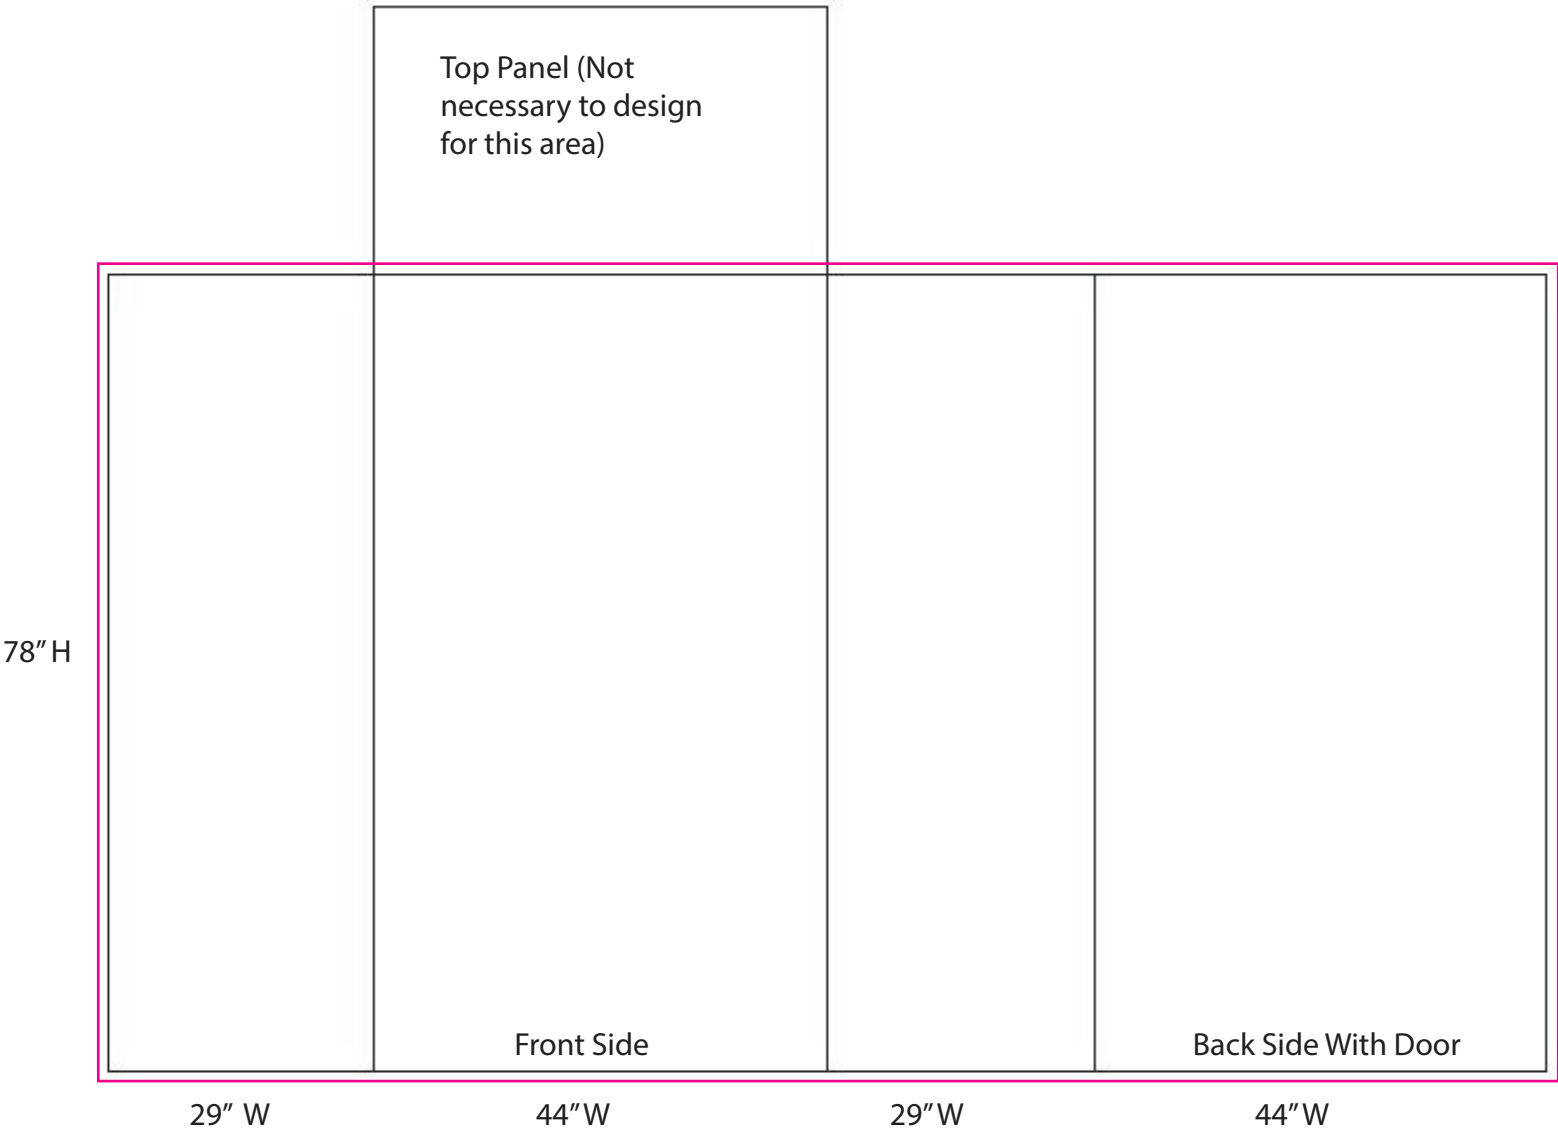 Top Panel (Not
necessary to design
for this area)
78” H
Front Side
Back Side With Door
29” W
44” W
29” W
44” W